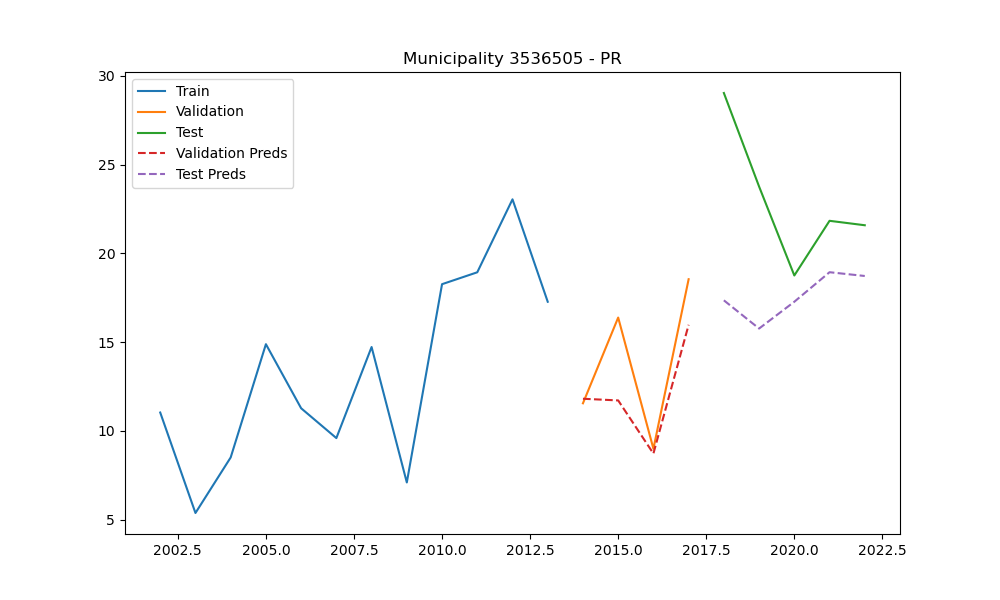 Municipality 3536505 - PR
30
25
20
15
10
5
Train
Validation
Test
Validation Preds
Test Preds
2002.5 2005.0 2007.5 2010.0 2012.5 2015.0 2017.5 2020.0 2022.5